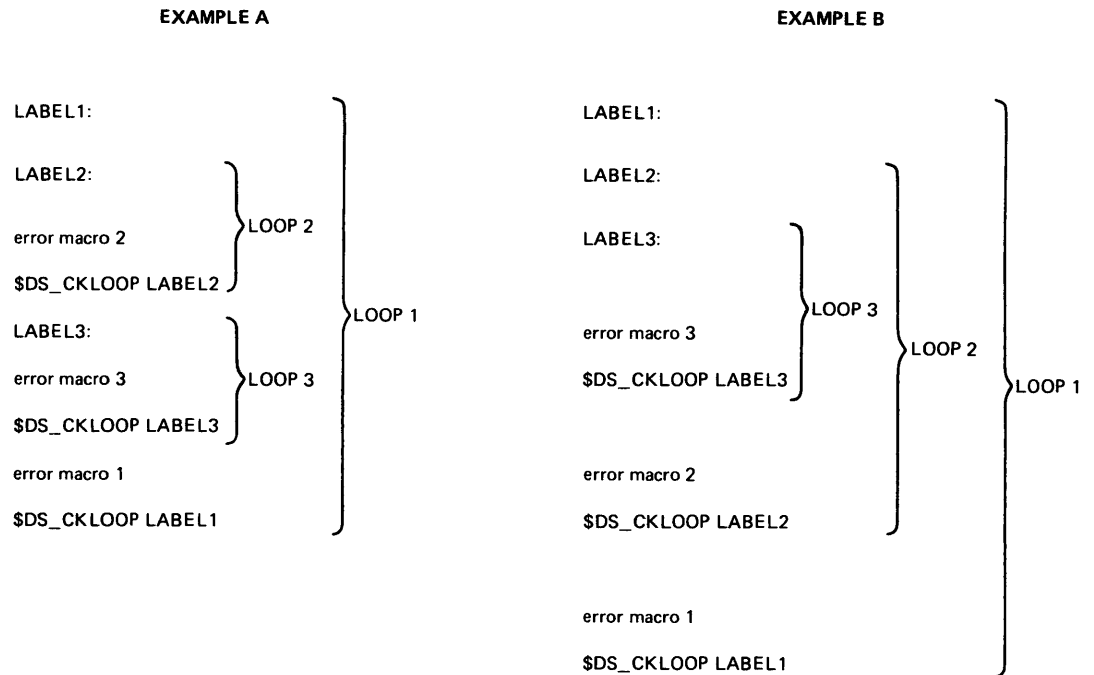 EXAMPLE A
LABEL1:
LABEL2:
LOOP 2
error macro 2
$DS_CKLOOP LABEL2
LABEL3:
LOOP 1
error macro 3
LOOP 3
$DS_CKLOOP LABEL3
error macro 1
$DS_CKLOOP LABEL1
EXAMPLE B
LABEL1:
LABEL2:
LABEL3:
LOOP 3
error macro 3
LOOP 2
$DS_CKLOOP LABEL3
LOOP 1
error macro 2
$DS_CKLOOP LABEL2
error macro 1
$DS_CKLOOP LABEL1